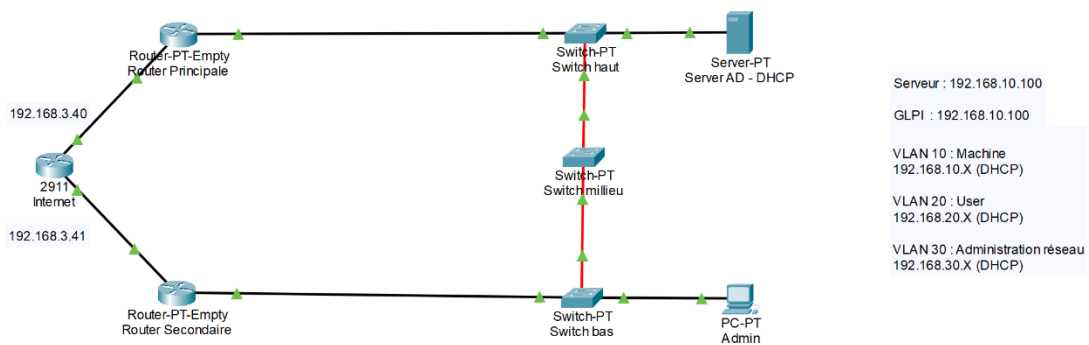 Router-PT-Empty
Router Principale
Switch-PT
Switch haut
Server-PT
Server AD - DHCP
192.168.3.40
2911
Internet
Switch-PT
Switch millieu
192.168.3.41
Router-PT-Empty
Router Secondaire
Switch-PT
Switch bas
PC-PT
Admin
Serveur : 192.168.10.100
GLPI : 192.168.10.100
VLAN 10 : Machine
192.168.10.X (DHCP)
VLAN 20 : User
192.168.20.X (DHCP)
VLAN 30 : Administration réseau
192.168.30.X (DHCP)